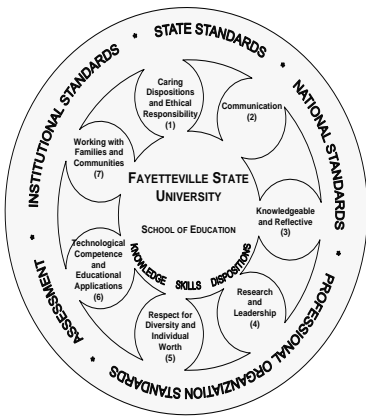 STATE STANDARDS
NATIONAL STANDARDS
PROFESSIONAL ORGANIZIATION STANDARDS
ASSESSMENT
INSTITUTIONAL STANDARDS
Caring
Dispositions
and Ethical
Responsibility
(1)
Communication
(2)
Knowledgeable
and Reflective
(3)
Research
and
Leadership
(4)
Respect for
Diversity and
Individual
Worth
(5)
Technological
Competence
and
Educational
Applications
(6)
Working with
Families and
Communities
(7)
FAYETTEVILLE STATE
UNIVERSITY
SCHOOL OF EDUCATION
KNOWLEDGE SKILLS DISPOSITIONS